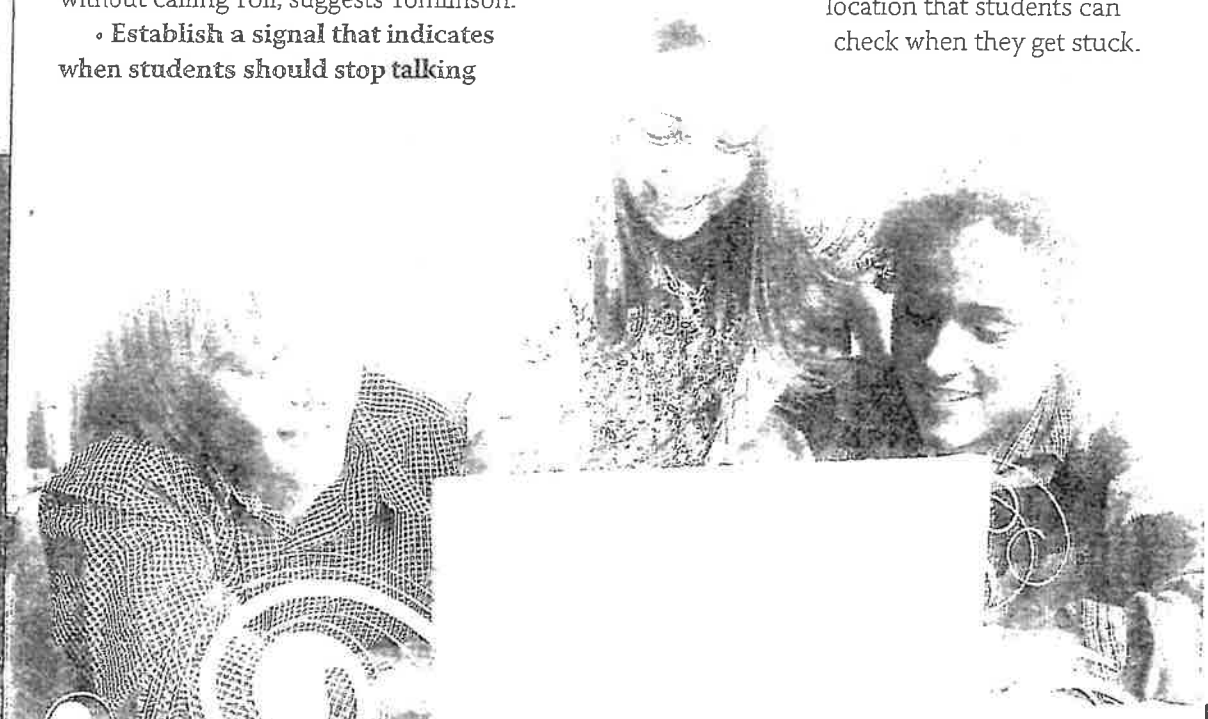 without calling roll, suggests Tomlinson.
• Establish a signal that indicates
when students should stop talking
location that students can
check when they get stuck.